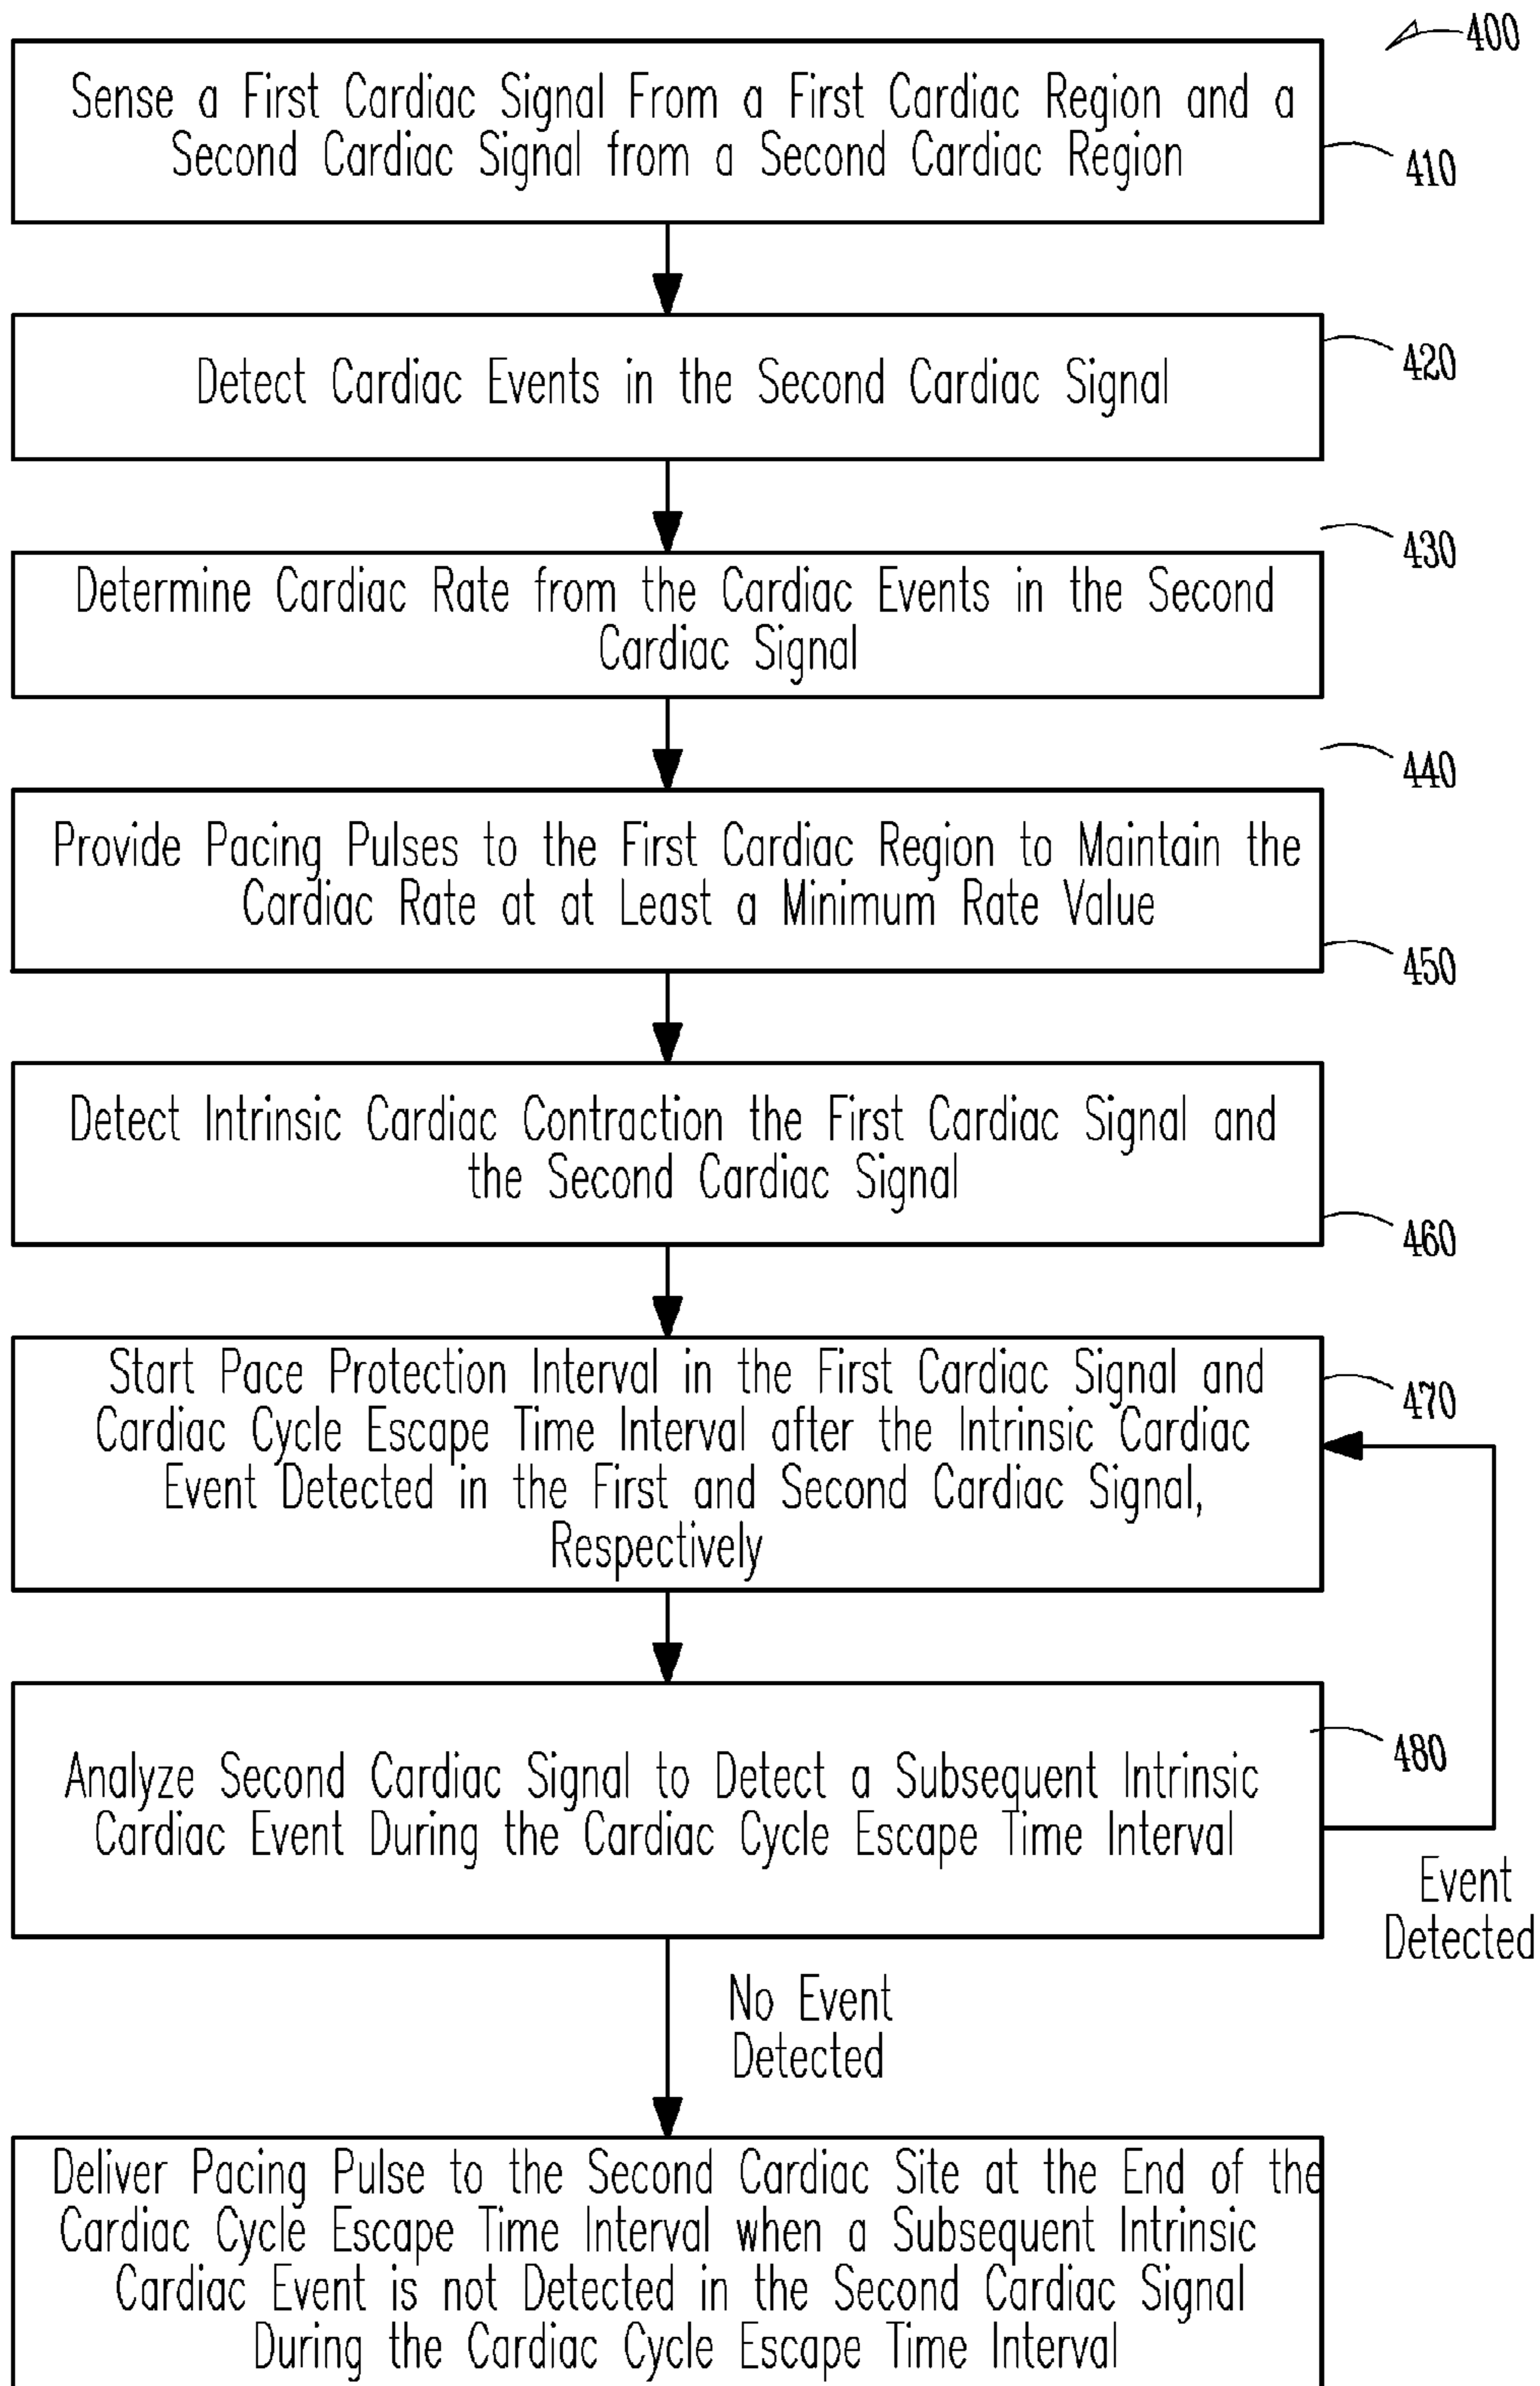 400
Sense a First Cardiac Signal From a First Cardiac Region and a
Second Cardiac Signal from a Second Cardiac Region
410
Detect Cardiac Events in the Second Cardiac Signal
420
430
Determine Cardiac Rate from the Cardiac Events in the Second
Cardiac Signal
440
Provide Pacing Pulses to the First Cardiac Region to Maintain the
Cardiac Rate at at Least a Minimum Rate Value
450
Detect Intrinsic Cardiac Contraction the First Cardiac Signal and
the Second Cardiac Signal
460
Start Pace Protection Interval in the First Cardiac Signal and
Cardiac Cycle Escape Time Interval after the Intrinsic Cardiac
Event Detected in the First and Second Cardiac Signal,
Respectively
470
Analyze Second Cardiac Signal to Detect a Subsequent Intrinsic
Cardiac Event During the Cardiac Cycle Escape Time Interval
480
Event
Detected
No Event
Detected
Deliver Pacing Pulse to the Second Cardiac Site at the End of the
Cardiac Cycle Escape Time Interval when a Subsequent Intrinsic
Cardiac Event is not Detected in the Second Cardiac Signal
During the Cardiac Cycle Escape Time Interval